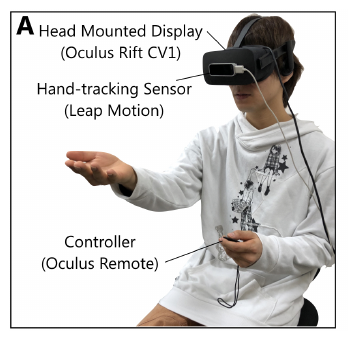 A
Head Mounted Display
(Oculus Rift CV1)
Hand-tracking Sensor
(Leap Motion)
Controller
(Oculus Remote)